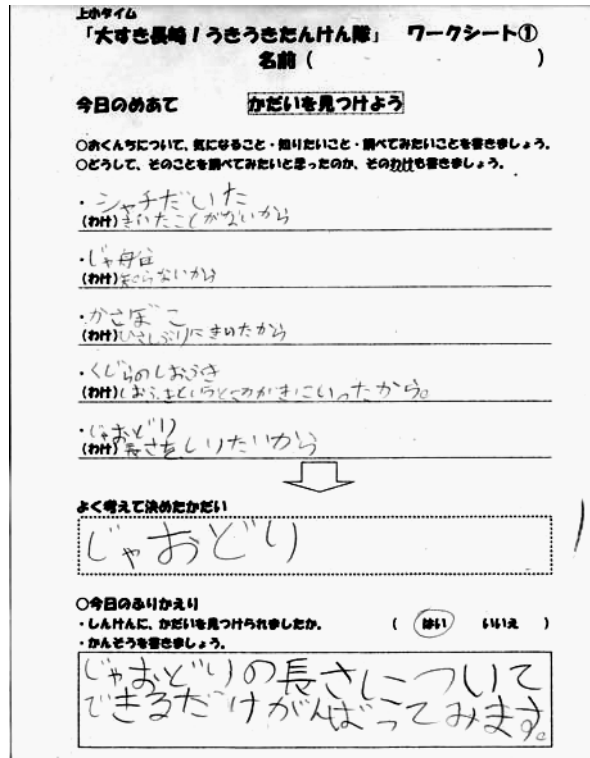 上ホタイム
「大すき長崎!うきうきたんけん隊」 ワークシート①
名前( )
今日のめあて かだいを見つけよう
○おくんちについて、気になること・知りたいこと・調べてみたいことを書きましょう。
○どうして、そのことを調べてみたいと思ったのか、そのわけも書きましょう。
・シャチだいた
(わけ)きいたことがないから
・じゃ
(わけ)知らないから
・かさぼこ
(わけ)ひさしぶりにきいたから
・くじらのしおふき
(わけ)しおふきという
・じゃおどり
(わけ)長さをしりたいから
よく考えて決めたかだい
じゃおどり
○今日のふりかえり
・しんけんに、かだいを見つけられましたか。 ( はい いいえ )
・かんそうを書きましょう。
じゃおどりの長さについて
できるだけがんばってみます。